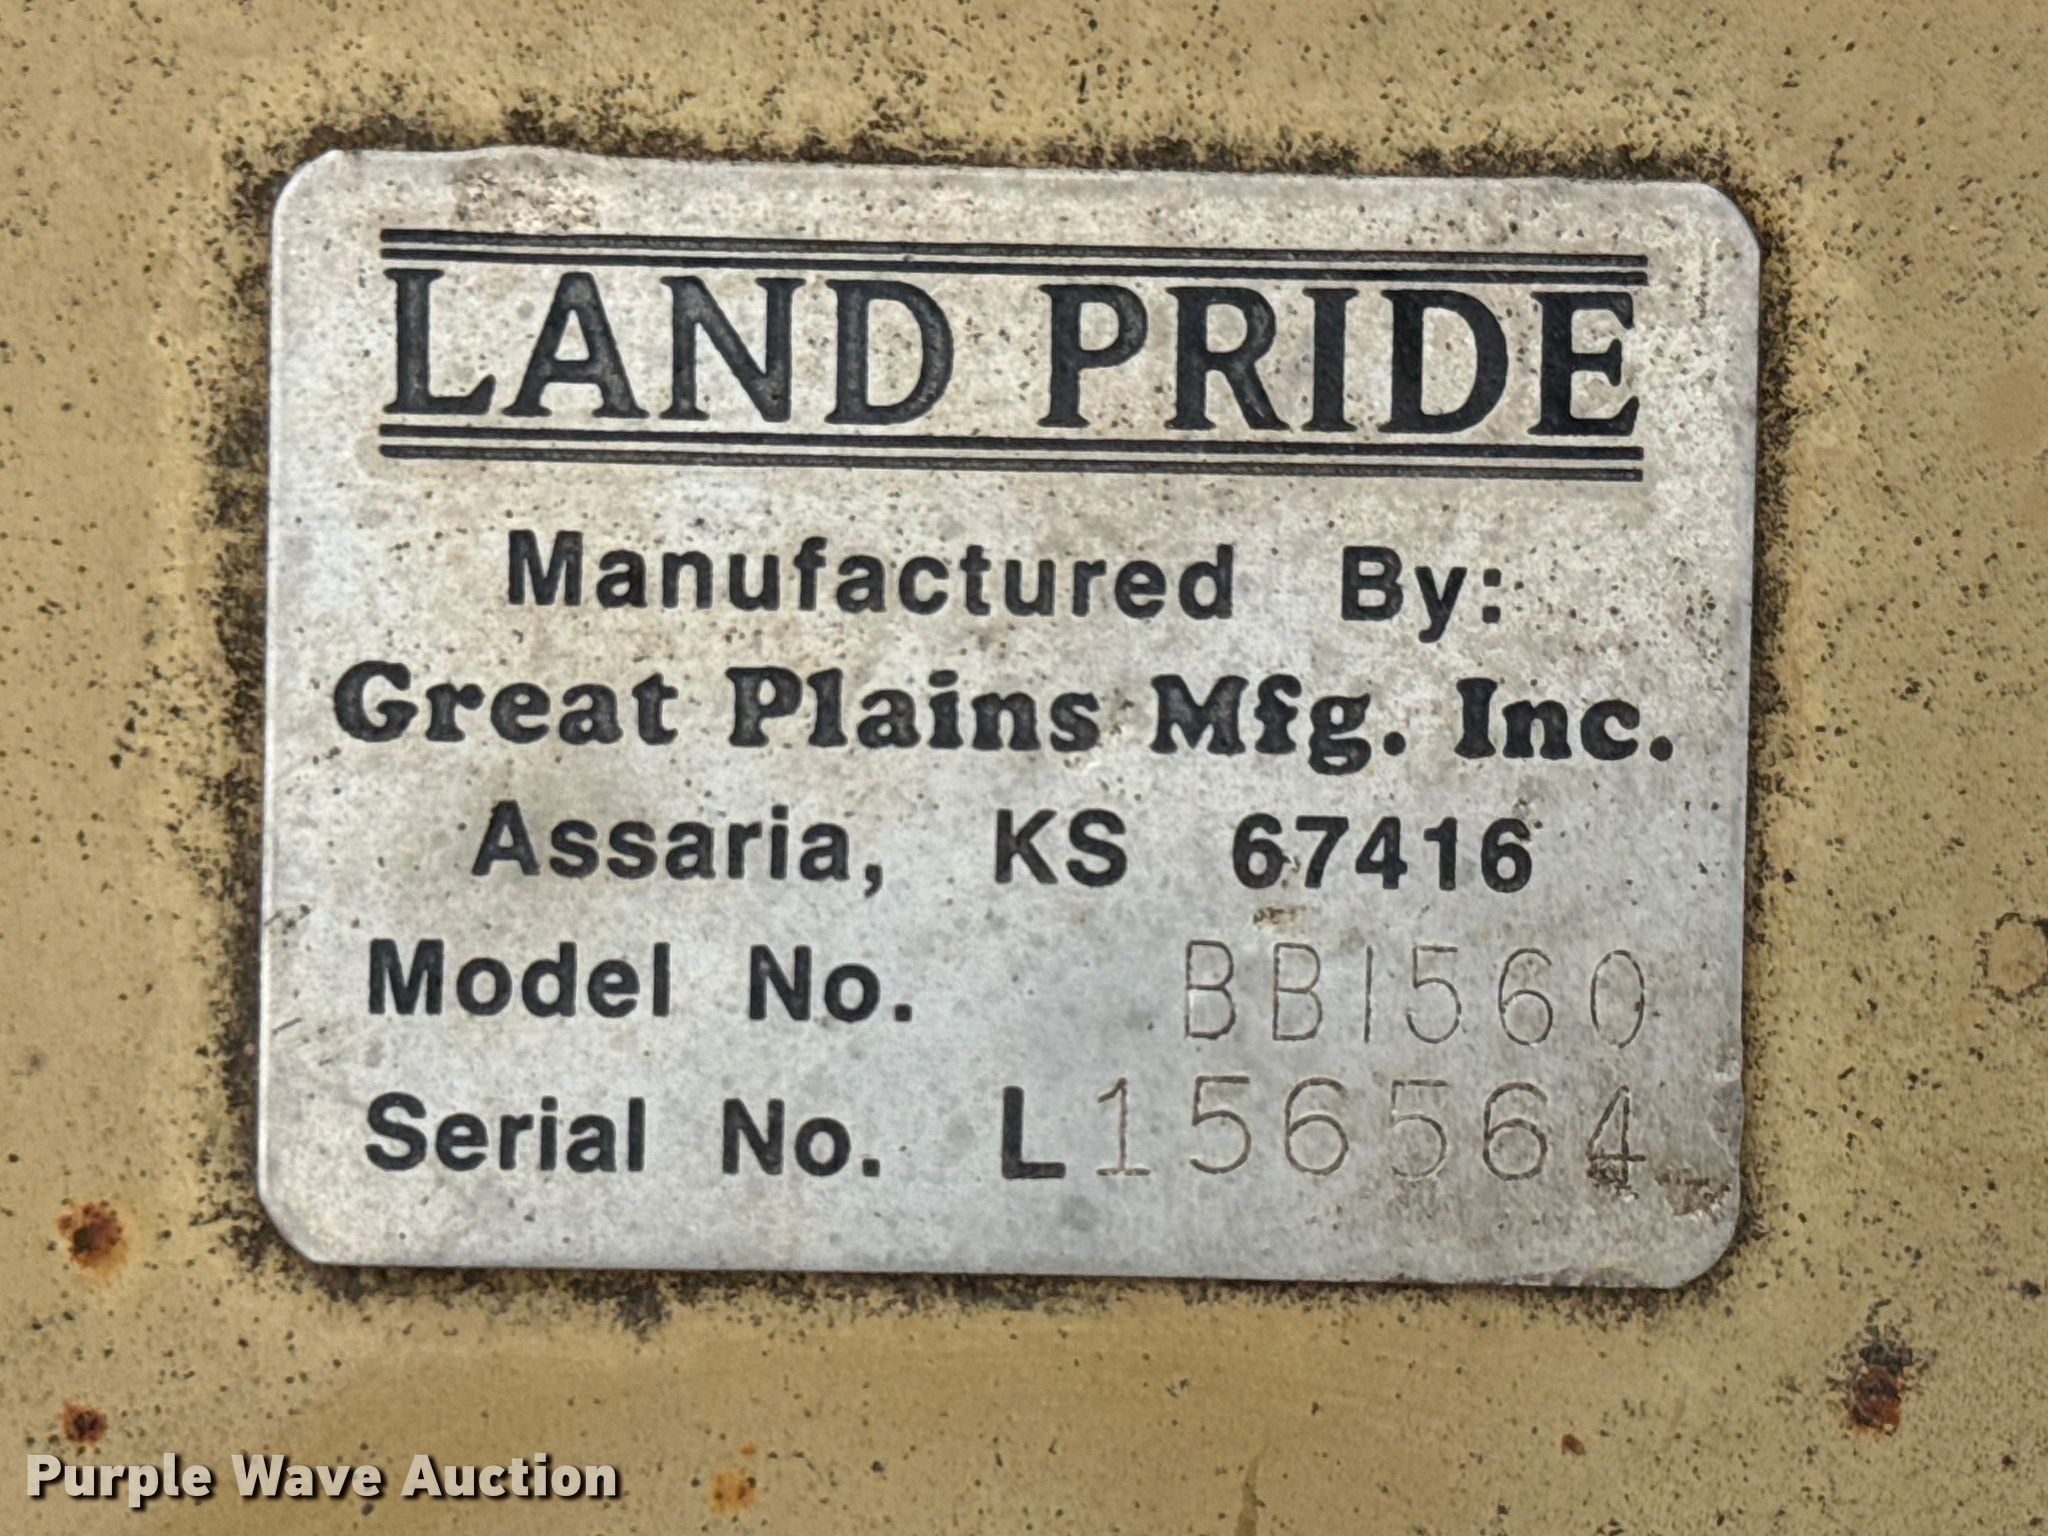 LAND PRIDE
Manufactured By:
Great Plains Mfg. Inc.
Assaria, KS 67416
Model No. BB1560
Serial No. L156564
Purple Wave Auction